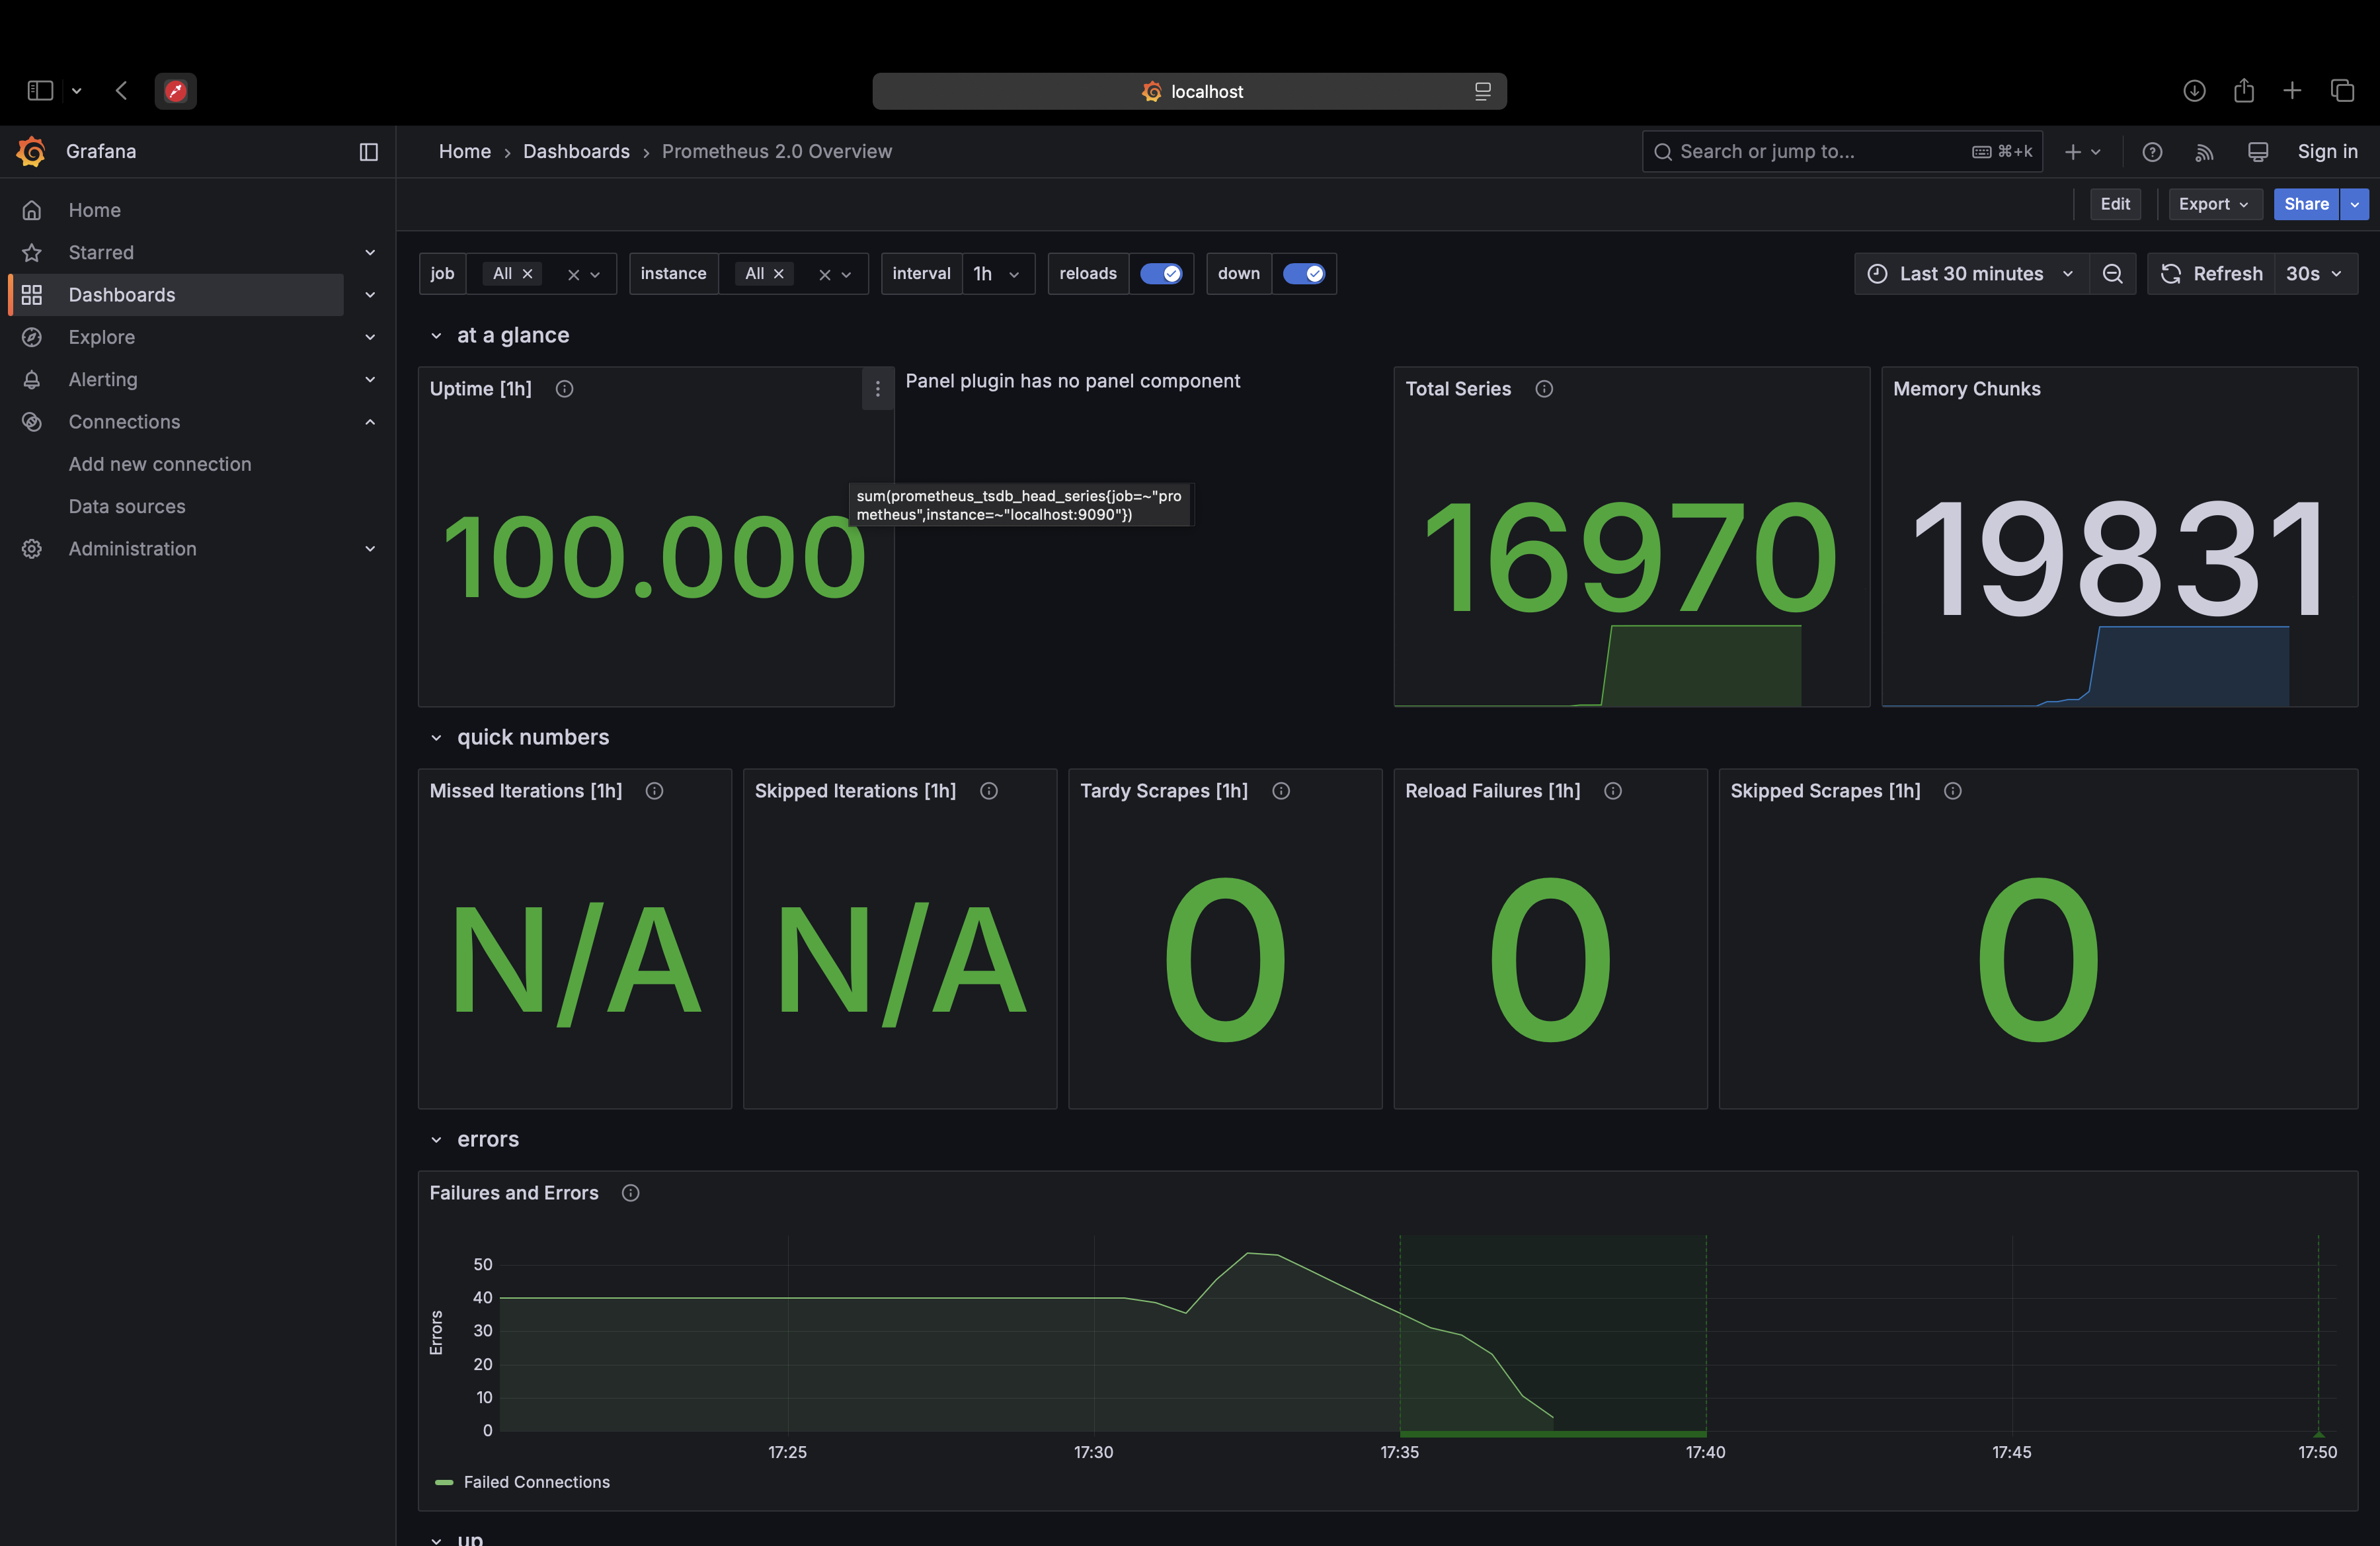 localhost
Grafana
Home › Dashboards › Prometheus 2.0 Overview
Search or jump to... ⌘+k
Sign in
Home
Starred
Dashboards
Explore
Alerting
Connections
Add new connection
Data sources
Administration
Edit
Export
Share
job All
instance All
interval 1h
reloads
down
Last 30 minutes
Refresh 30s
at a glance
Uptime [1h]
100.000
Panel plugin has no panel component
sum(prometheus_tsdb_head_series{job=~"pro
metheus",instance=~"localhost:9090"})
Total Series
16970
Memory Chunks
19831
quick numbers
Missed Iterations [1h]
N/A
Skipped Iterations [1h]
N/A
Tardy Scrapes [1h]
0
Reload Failures [1h]
0
Skipped Scrapes [1h]
0
errors
Failures and Errors
Errors
50
40
30
20
10
0
17:25 17:30 17:35 17:40 17:45 17:50
Failed Connections
up